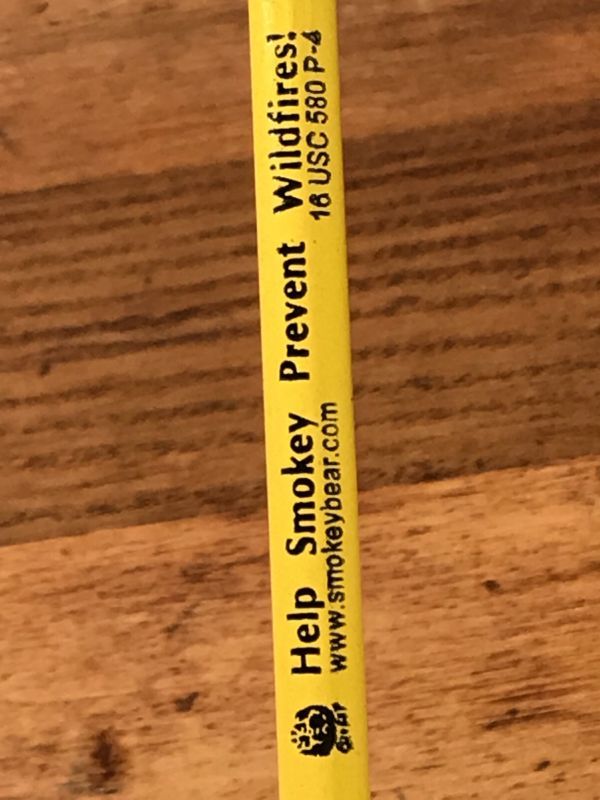 Help Smokey Prevent Wildfires!
www.smokeybear.com 16 USC 580 P-4